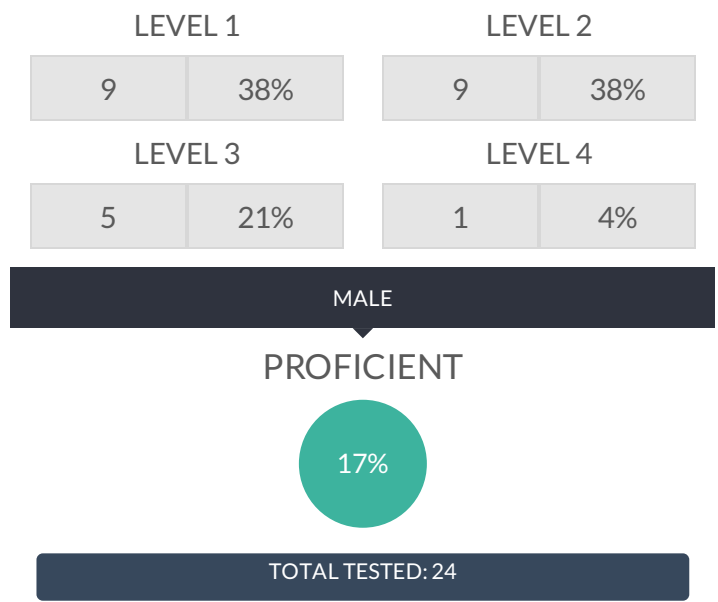 LEVEL 1 LEVEL 2
9 38% 9 38%
LEVEL 3 LEVEL 4
5 21% 1 4%
MALE
PROFICIENT
17%
TOTAL TESTED: 24